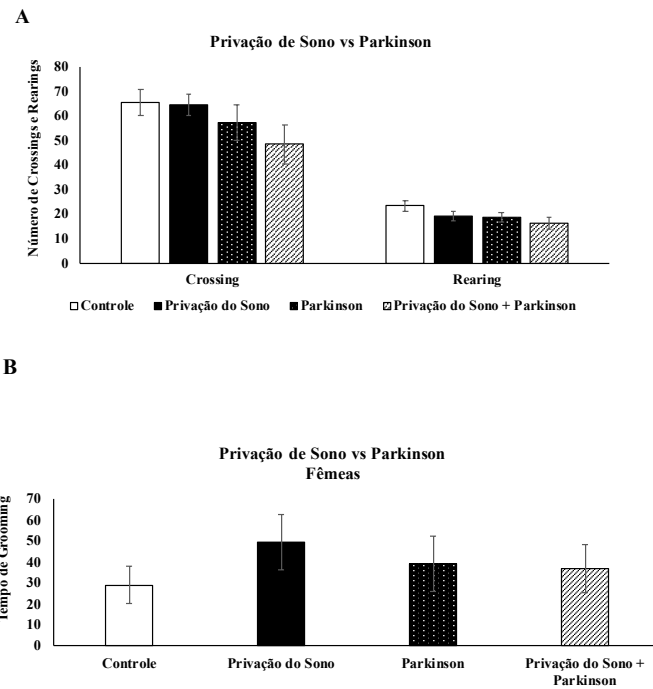 A
Privação de Sono vs Parkinson
Número de Crossings e Rearings
80
70
60
50
40
30
20
10
0
Crossing
Rearing
Controle
Privação do Sono
Parkinson
Privação do Sono + Parkinson
B
Privação de Sono vs Parkinson
Fêmeas
Tempo de Grooming
70
60
50
40
30
20
10
0
Controle
Privação do Sono
Parkinson
Privação do Sono +
Parkinson